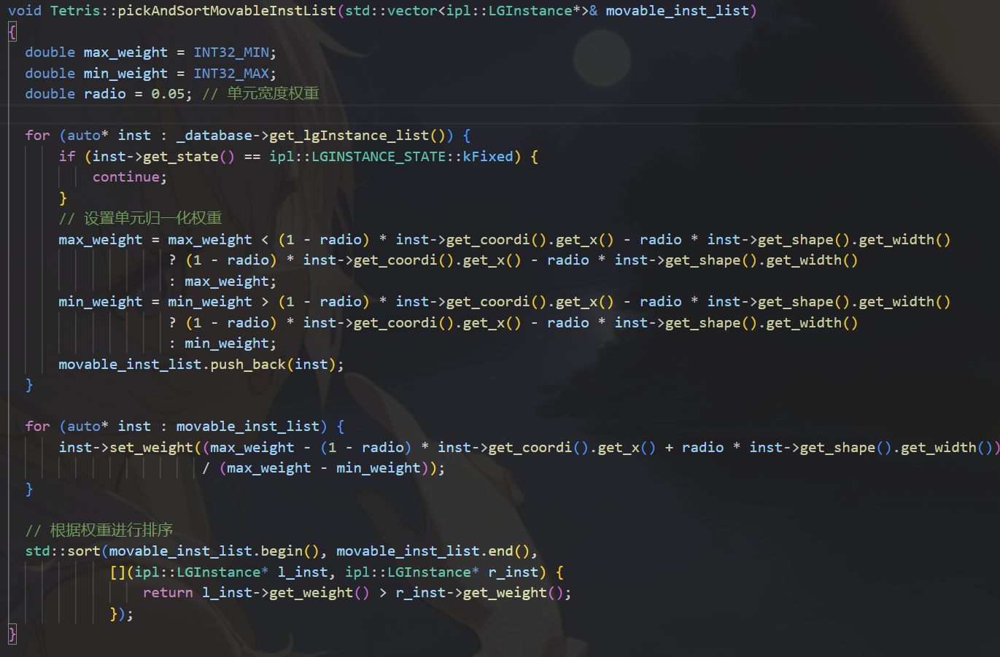 void Tetris::pickAndSortMovableInstList(std::vector<ipl::LGInstance*>& movable_inst_list)
{
double max_weight = INT32_MIN;
double min_weight = INT32_MAX;
double radio = 0.05; // 单元宽度权重
for (auto* inst : _database->get_lgInstance_list()) {
if (inst->get_state() == ipl::LGINSTANCE_STATE::kFixed) {
continue;
}
// 设置单元归一化权重
max_weight = max_weight < (1 - radio) * inst->get_coordi().get_x() - radio * inst->get_shape().get_width()
? (1 - radio) * inst->get_coordi().get_x() - radio * inst->get_shape().get_width()
: max_weight;
min_weight = min_weight > (1 - radio) * inst->get_coordi().get_x() - radio * inst->get_shape().get_width()
? (1 - radio) * inst->get_coordi().get_x() - radio * inst->get_shape().get_width()
: min_weight;
movable_inst_list.push_back(inst);
}
for (auto* inst : movable_inst_list) {
inst->set_weight((max_weight - (1 - radio) * inst->get_coordi().get_x() + radio * inst->get_shape().get_width())
/ (max_weight - min_weight));
}
// 根据权重进行排序
std::sort(movable_inst_list.begin(), movable_inst_list.end(),
[](ipl::LGInstance* l_inst, ipl::LGInstance* r_inst) {
return l_inst->get_weight() > r_inst->get_weight();
});
}